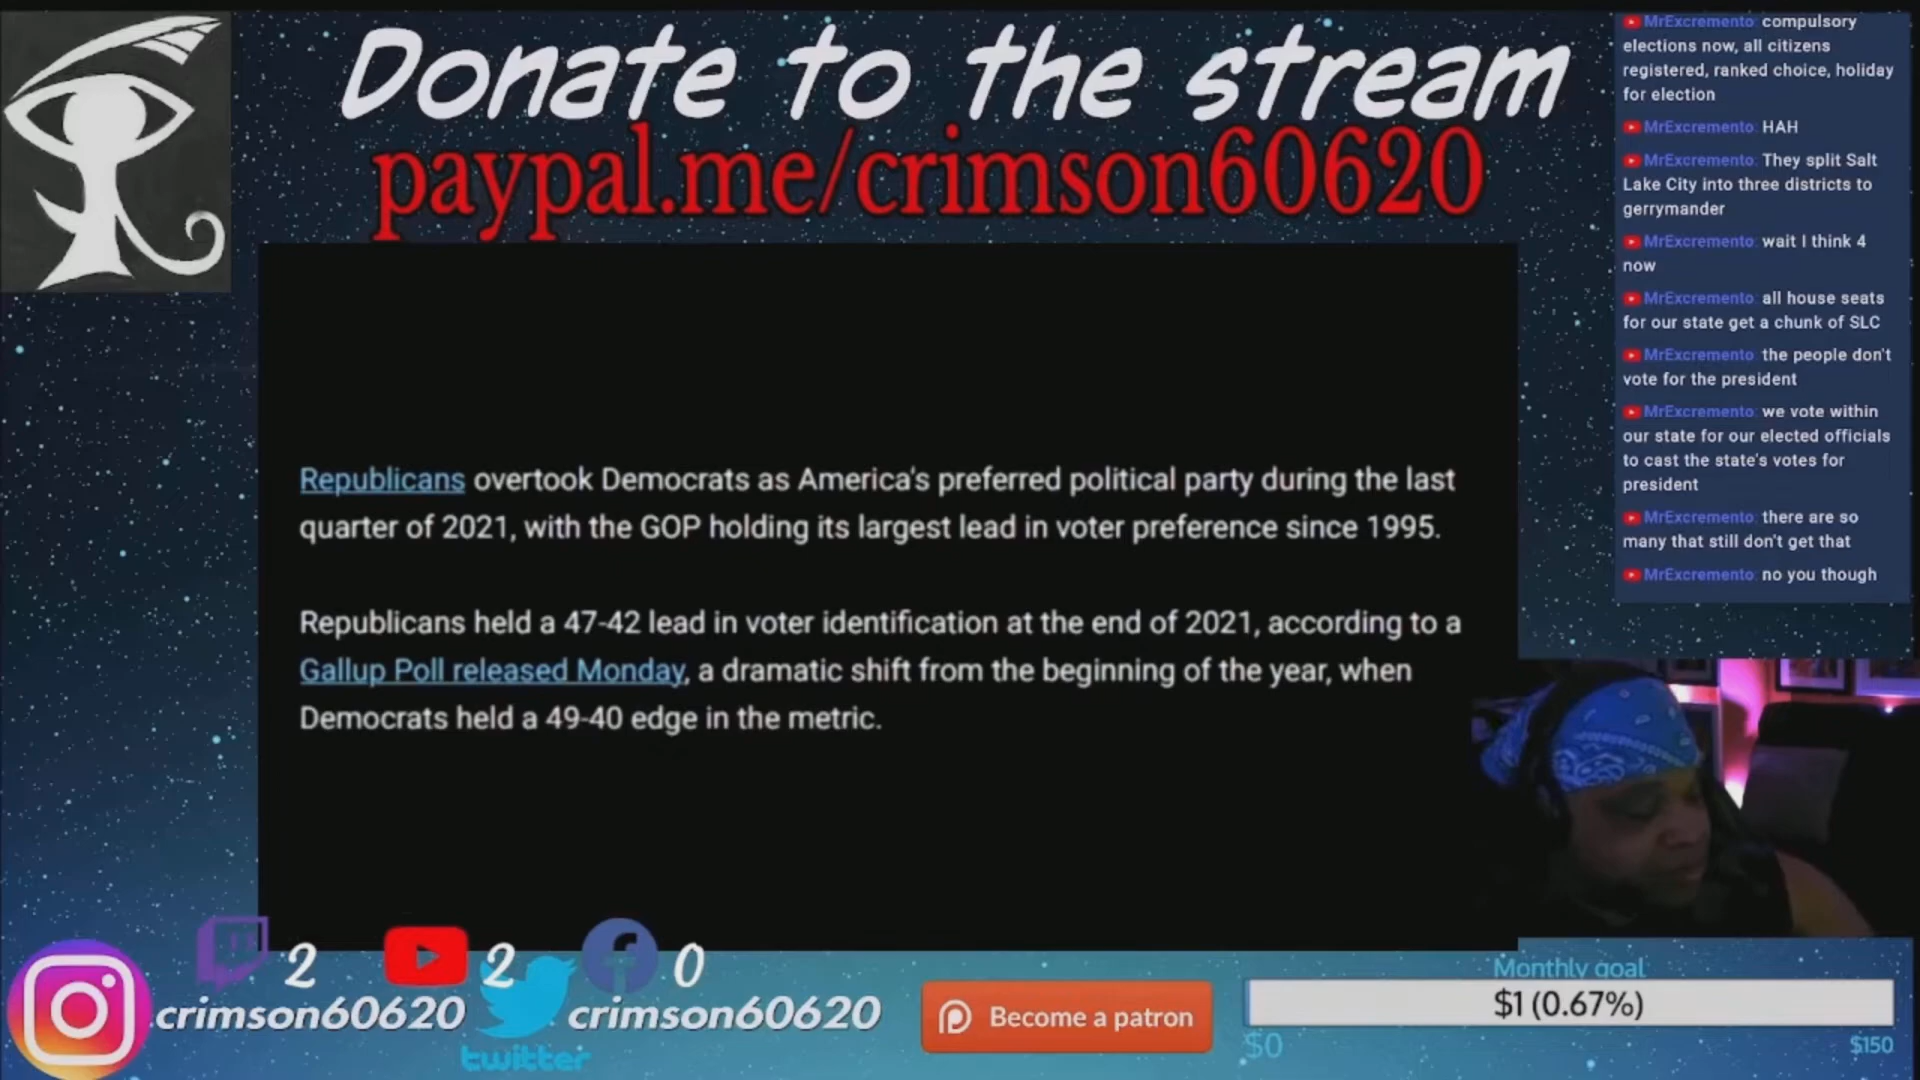 Donate to the stream
paypal.me/crimson60620
MrExcremento: compulsory
elections now, all citizens
registered, ranked choice, holiday
for election
MrExcremento: HAH
MrExcremento: They split Salt
Lake City into three districts to
gerrymander
MrExcremento: wait I think 4
now
MrExcremento: all house seats
for our state get a chunk of SLC
MrExcremento: the people don't
vote for the president
MrExcremento: we vote within
our state for our elected officials
to cast the state's votes for
president
MrExcremento: there are so
many that still don't get that
MrExcremento: no you though
Republicans overtook Democrats as America's preferred political party during the last
quarter of 2021, with the GOP holding its largest lead in voter preference since 1995.
Republicans held a 47-42 lead in voter identification at the end of 2021, according to a
Gallup Poll released Monday, a dramatic shift from the beginning of the year, when
Democrats held a 49-40 edge in the metric.
2 2 0
crimson60620
crimson60620
twitter
Become a patron
Monthly goal
$1 (0.67%)
$0
$150